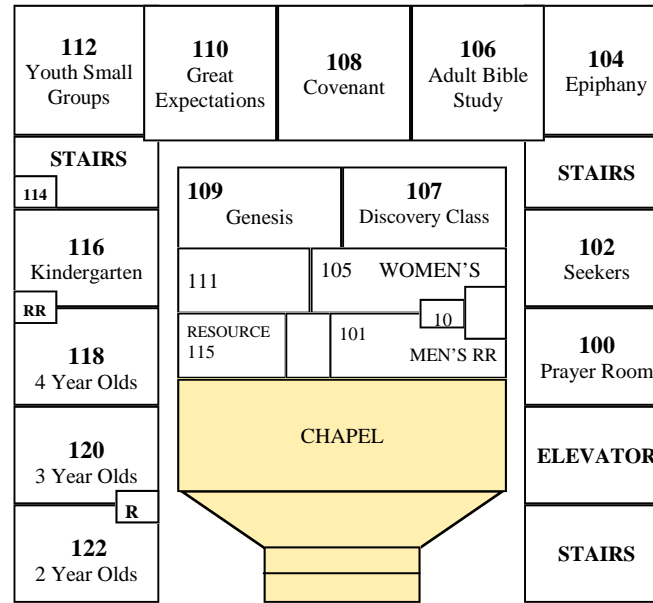 112
Youth Small
Groups
110
Great
Expectations
108
Covenant
106
Adult Bible
Study
104
Epiphany
STAIRS
114
STAIRS
109
Genesis
107
Discovery Class
116
Kindergarten
102
Seekers
111
105 WOMEN'S
RR
10
RESOURCE
115
101
MEN'S RR
118
4 Year Olds
100
Prayer Room
CHAPEL
120
3 Year Olds
ELEVATOR
R
122
2 Year Olds
STAIRS